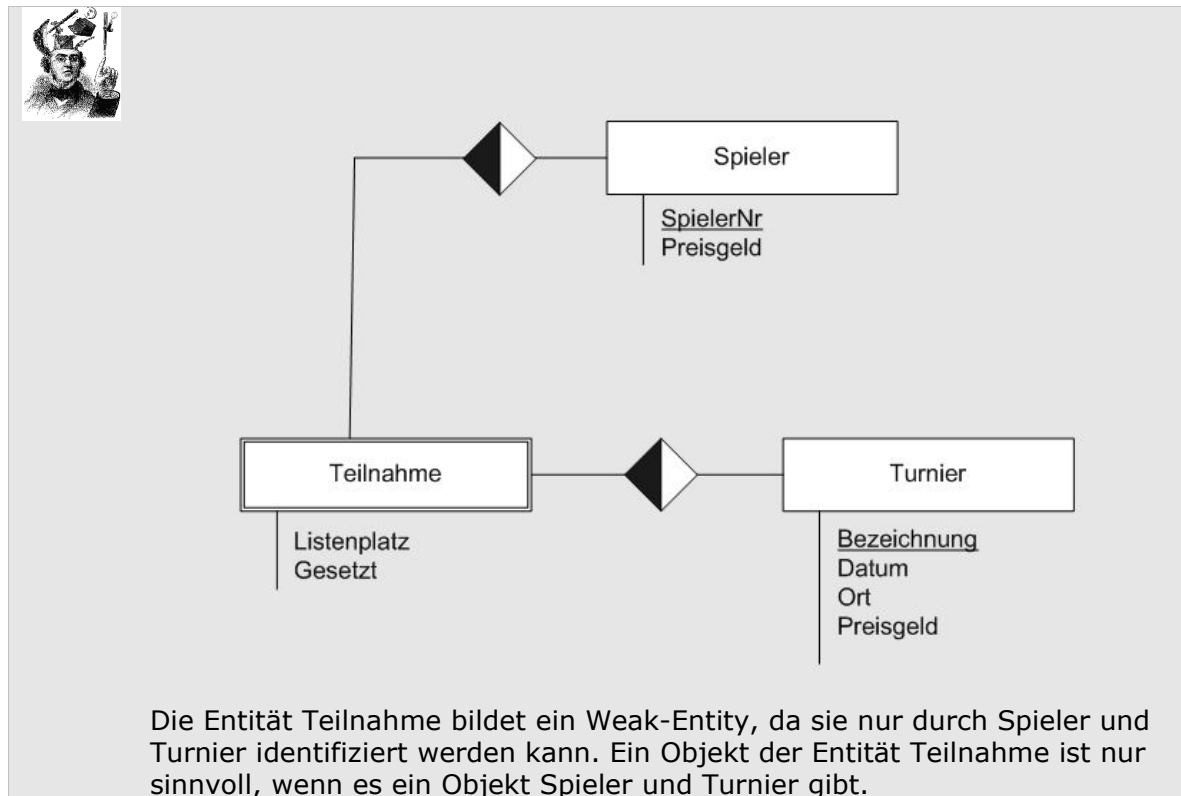 Spieler
SpielerNr
Preisgeld
Teilnahme
Listenplatz
Gesetzt
Turnier
Bezeichnung
Datum
Ort
Preisgeld
Die Entität Teilnahme bildet ein Weak-Entity, da sie nur durch Spieler und
Turnier identifiziert werden kann. Ein Objekt der Entität Teilnahme ist nur
sinnvoll, wenn es ein Objekt Spieler und Turnier gibt.